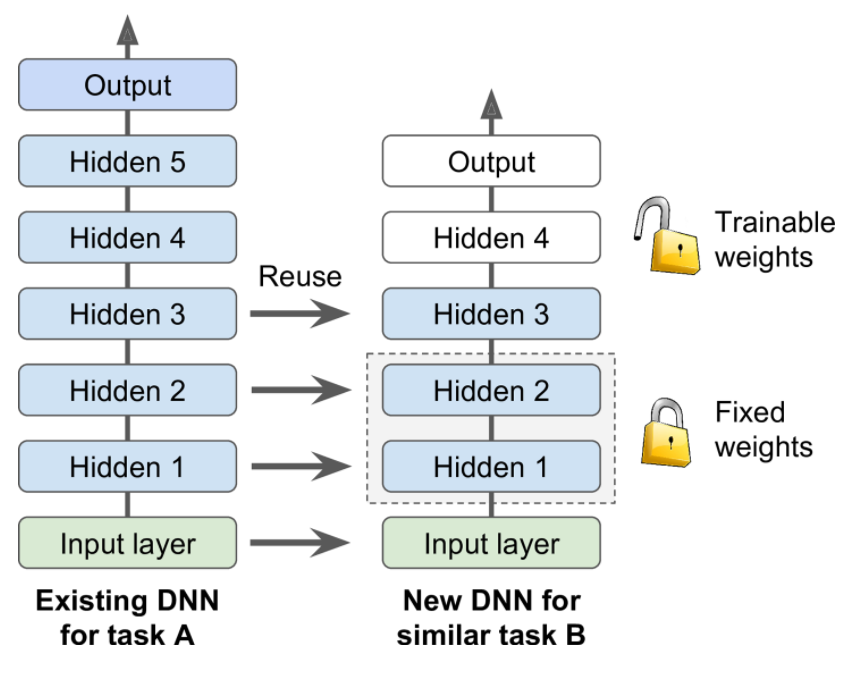 Output
Hidden 5
Hidden 4
Hidden 3
Hidden 2
Hidden 1
Input layer
Existing DNN
for task A
Reuse
Output
Hidden 4
Hidden 3
Hidden 2
Hidden 1
Input layer
New DNN for
similar task B
Trainable
weights
Fixed
weights